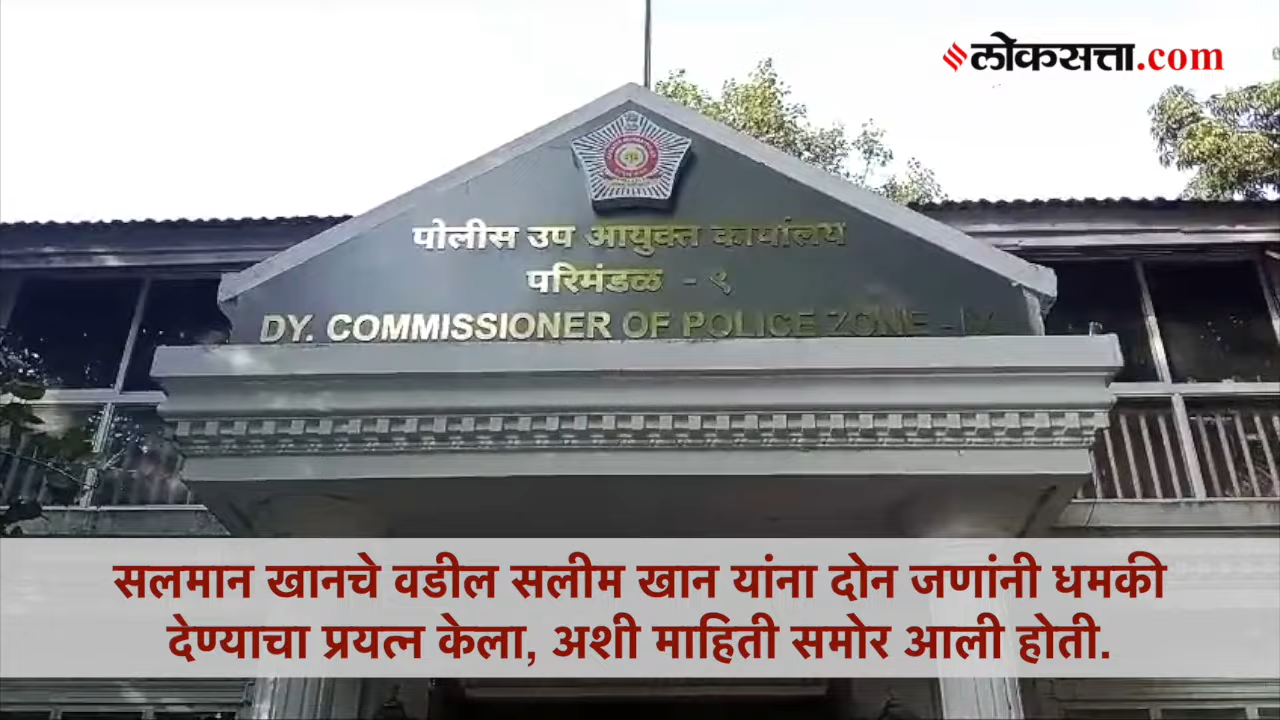 लोकसत्ता.com
पोलीस उप आयुक्त कार्यालय
परिमंडळ - ९
DY. COMMISSIONER OF POLICE ZONE - IX
सलमान खानचे वडील सलीम खान यांना दोन जणांनी धमकी
देण्याचा प्रयत्न केला, अशी माहिती समोर आली होती.